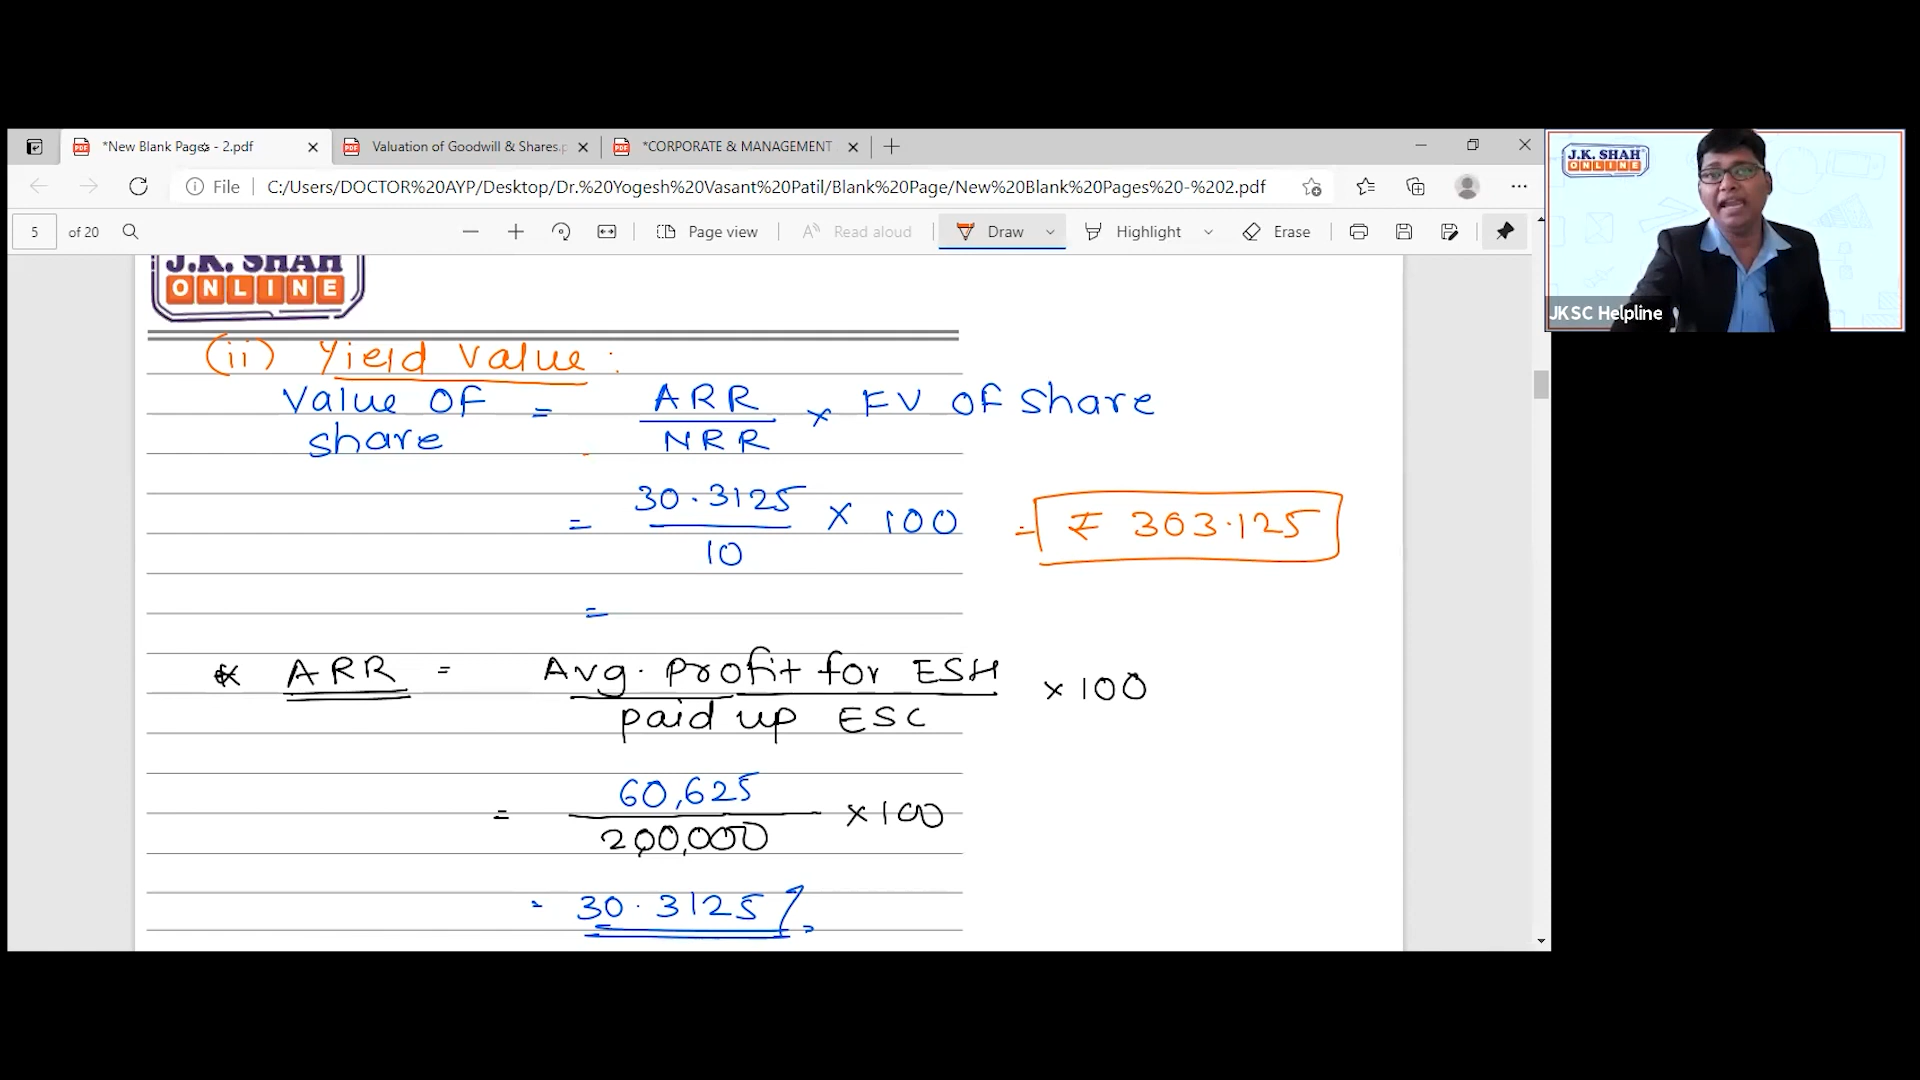 *New Blank Pages - 2.pdf
Valuation of Goodwill & Shares.p
*CORPORATE & MANAGEMENT
File
C:/Users/DOCTOR%20AYP/Desktop/Dr.%20Yogesh%20Vasant%20Patil/Blank%20Page/New%20Blank%20Pages%20-%202.pdf
5 of 20
Page view
Read aloud
Draw
Highlight
Erase
J.K. SHAH
ONLINE
JKSC Helpline
J.K. SHAH
ONLINE
(ii) Yield Value :
Value OF share = ARR / NRR × FV OF Share
= 30.3125 / 10 × 100 = ₹ 303.125
=
* ARR = Avg. profit for ESH / paid up ESC × 100
= 60,625 / 200,000 × 100
= 30.3125 %